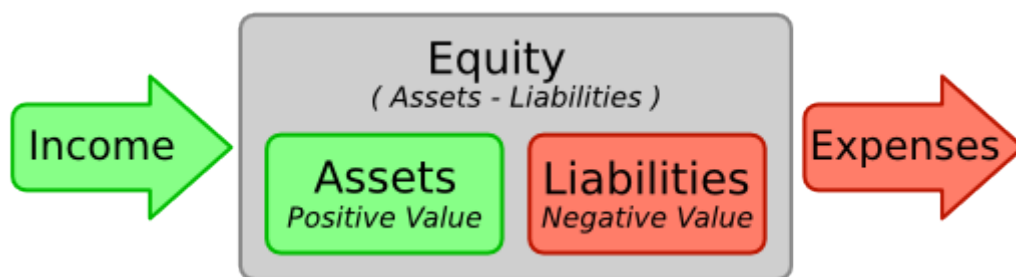 Equity
( Assets - Liabilities )
Income
Assets
Positive Value
Liabilities
Negative Value
Expenses